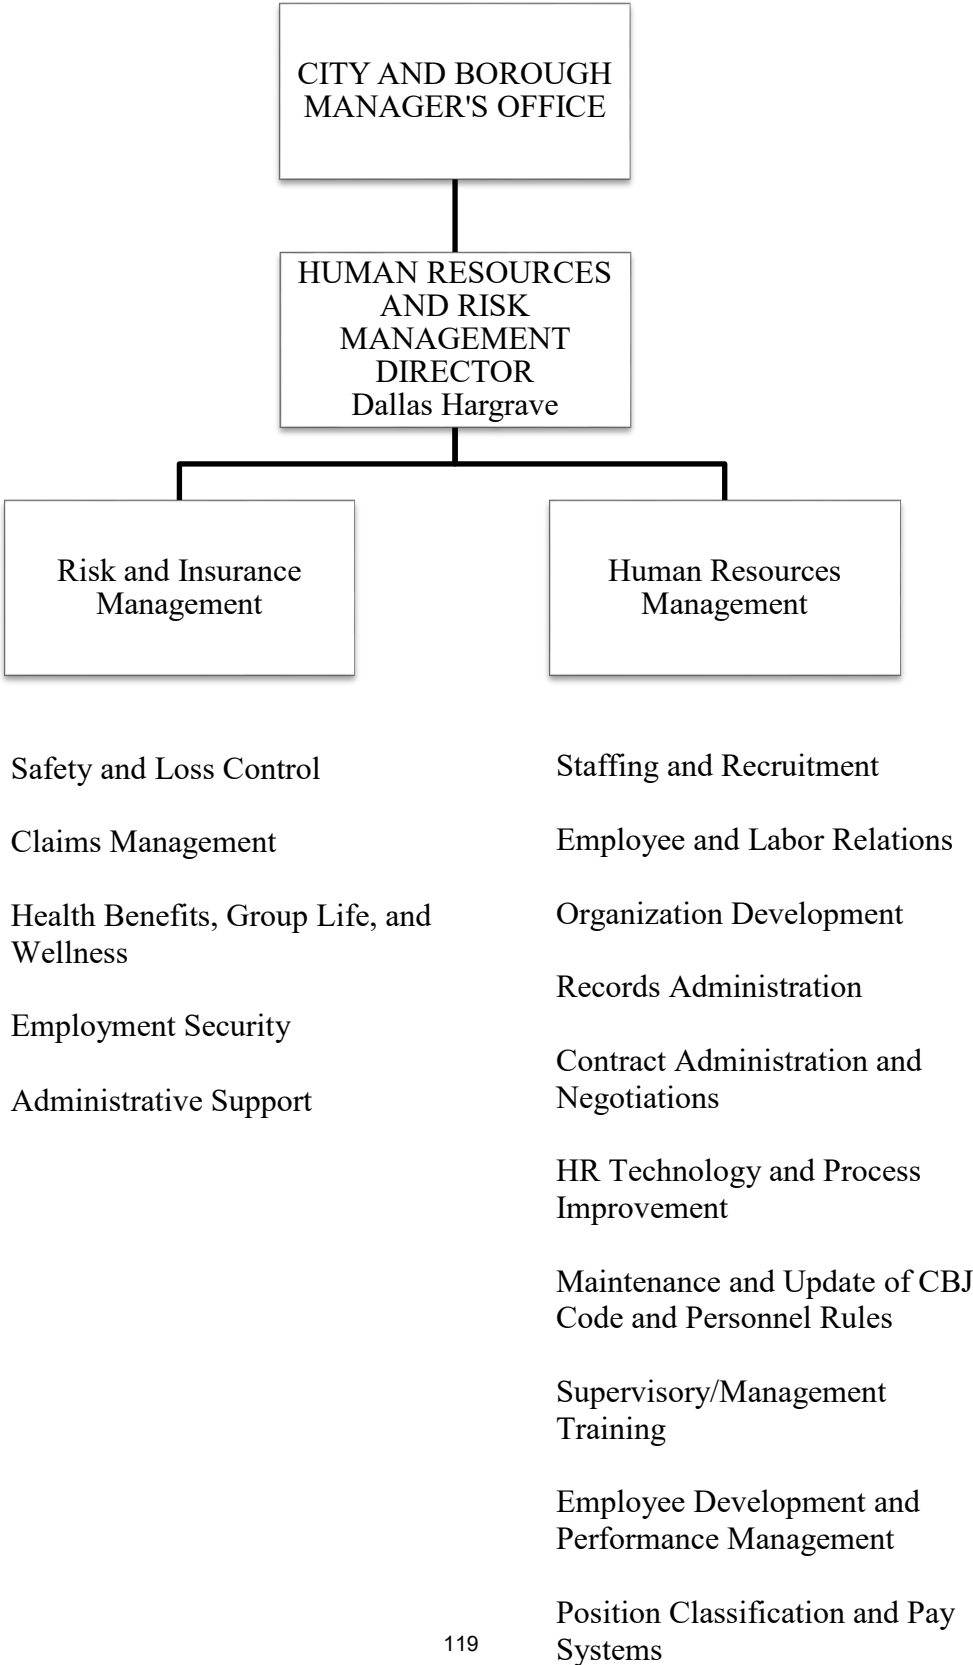 CITY AND BOROUGH
MANAGER'S OFFICE
HUMAN RESOURCES
AND RISK
MANAGEMENT
DIRECTOR
Dallas Hargrave
Risk and Insurance
Management
Human Resources
Management
Safety and Loss Control
Claims Management
Health Benefits, Group Life, and
Wellness
Employment Security
Administrative Support
Staffing and Recruitment
Employee and Labor Relations
Organization Development
Records Administration
Contract Administration and
Negotiations
HR Technology and Process
Improvement
Maintenance and Update of CBJ
Code and Personnel Rules
Supervisory/Management
Training
Employee Development and
Performance Management
Position Classification and Pay
Systems
119